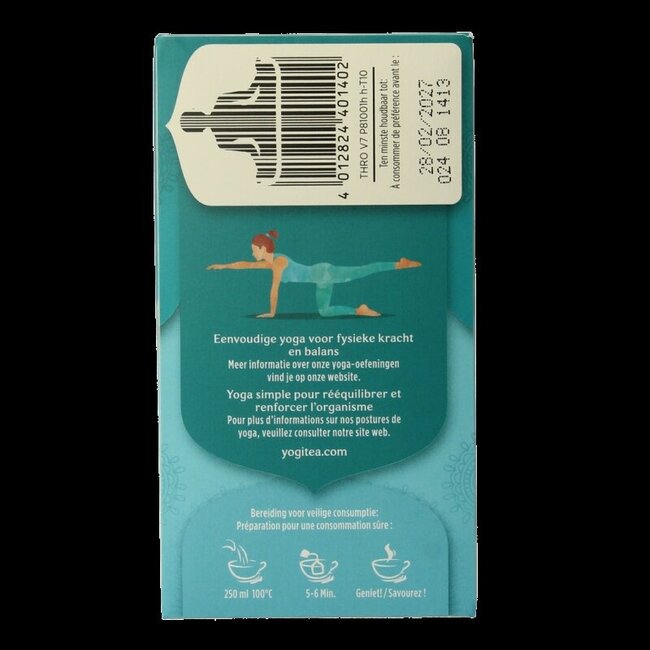 4 012824 401402
THRO V7 P81001h h-T10
Ten minste houdbaar tot:
À consommer de préférence avant le :
28/02/2027
024 08 1413
Eenvoudige yoga voor fysieke kracht
en balans
Meer informatie over onze yoga-oefeningen
vind je op onze website.
Yoga simple pour rééquilibrer et
renforcer l'organisme
Pour plus d'informations sur nos postures de
yoga, veuillez consulter notre site web.
yogitea.com
Bereiding voor veilige consumptie:
Préparation pour une consommation sûre :
250 ml 100°C
5-6 Min.
Geniet! / Savourez !